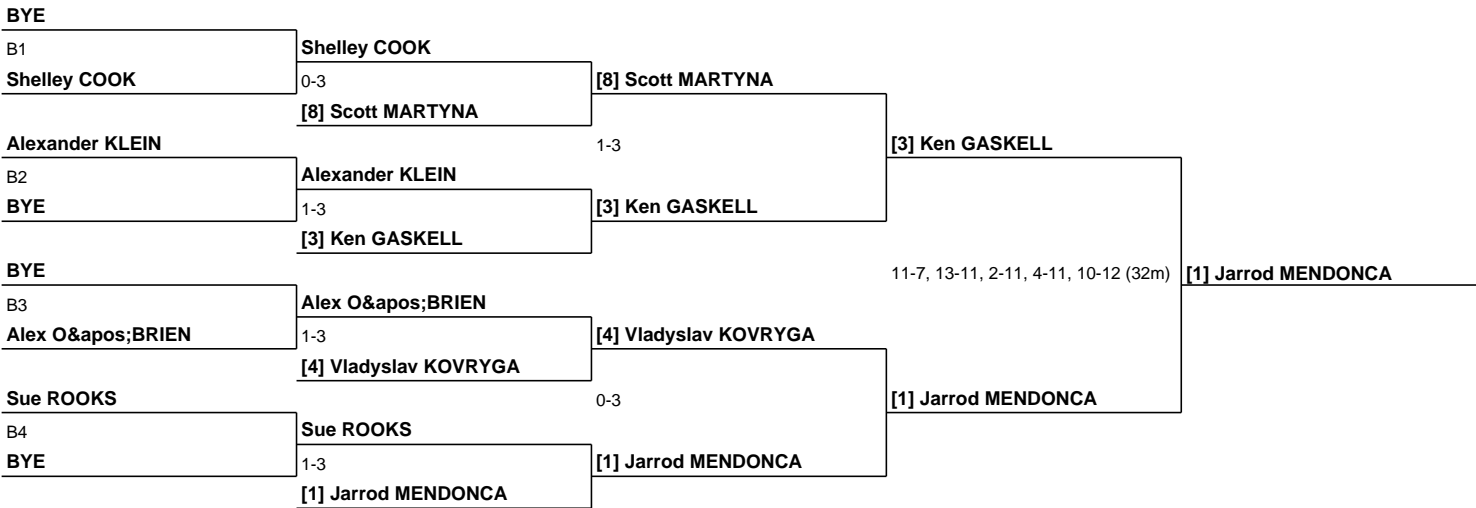 BYE
B1
Shelley COOK
Shelley COOK
0-3
[8] Scott MARTYNA
[8] Scott MARTYNA
Alexander KLEIN
1-3
[3] Ken GASKELL
B2
Alexander KLEIN
BYE
1-3
[3] Ken GASKELL
[3] Ken GASKELL
BYE
11-7, 13-11, 2-11, 4-11, 10-12 (32m)
[1] Jarrod MENDONCA
B3
Alex O&apos;BRIEN
Alex O&apos;BRIEN
1-3
[4] Vladyslav KOVRYGA
[4] Vladyslav KOVRYGA
Sue ROOKS
0-3
[1] Jarrod MENDONCA
B4
Sue ROOKS
BYE
1-3
[1] Jarrod MENDONCA
[1] Jarrod MENDONCA